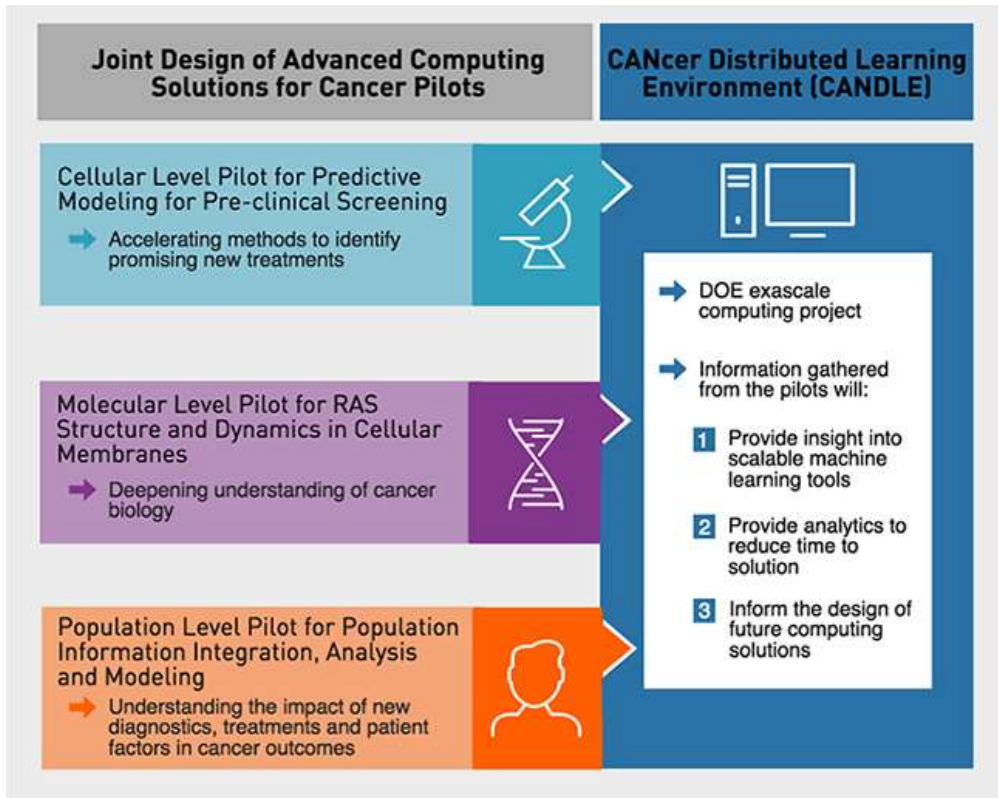 Joint Design of Advanced Computing
Solutions for Cancer Pilots
CANcer Distributed Learning
Environment (CANDLE)
Cellular Level Pilot for Predictive
Modeling for Pre-clinical Screening
Accelerating methods to identify
promising new treatments
Molecular Level Pilot for RAS
Structure and Dynamics in Cellular
Membranes
Deepening understanding of cancer
biology
Population Level Pilot for Population
Information Integration, Analysis
and Modeling
Understanding the impact of new
diagnostics, treatments and patient
factors in cancer outcomes
DOE exascale
computing project
Information gathered
from the pilots will:
1 Provide insight into
scalable machine
learning tools
2 Provide analytics to
reduce time to
solution
3 Inform the design of
future computing
solutions